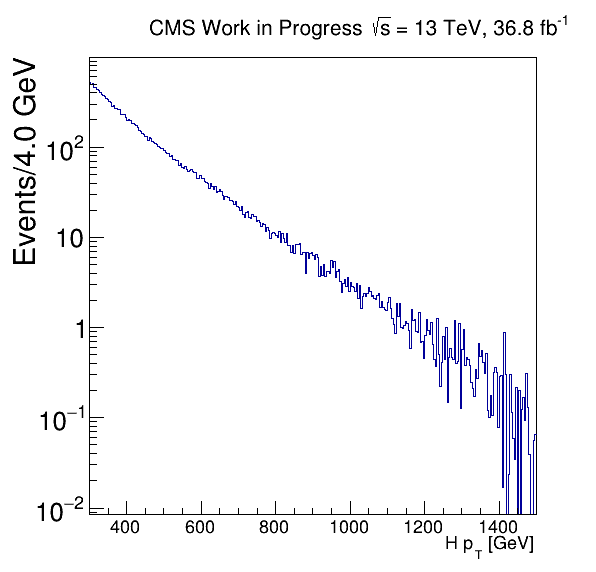 CMS Work in Progress √s = 13 TeV, 36.8 fb⁻¹
Events/4.0 GeV
10²
10
1
10⁻¹
10⁻²
400 600 800 1000 1200 1400
H p_T [GeV]